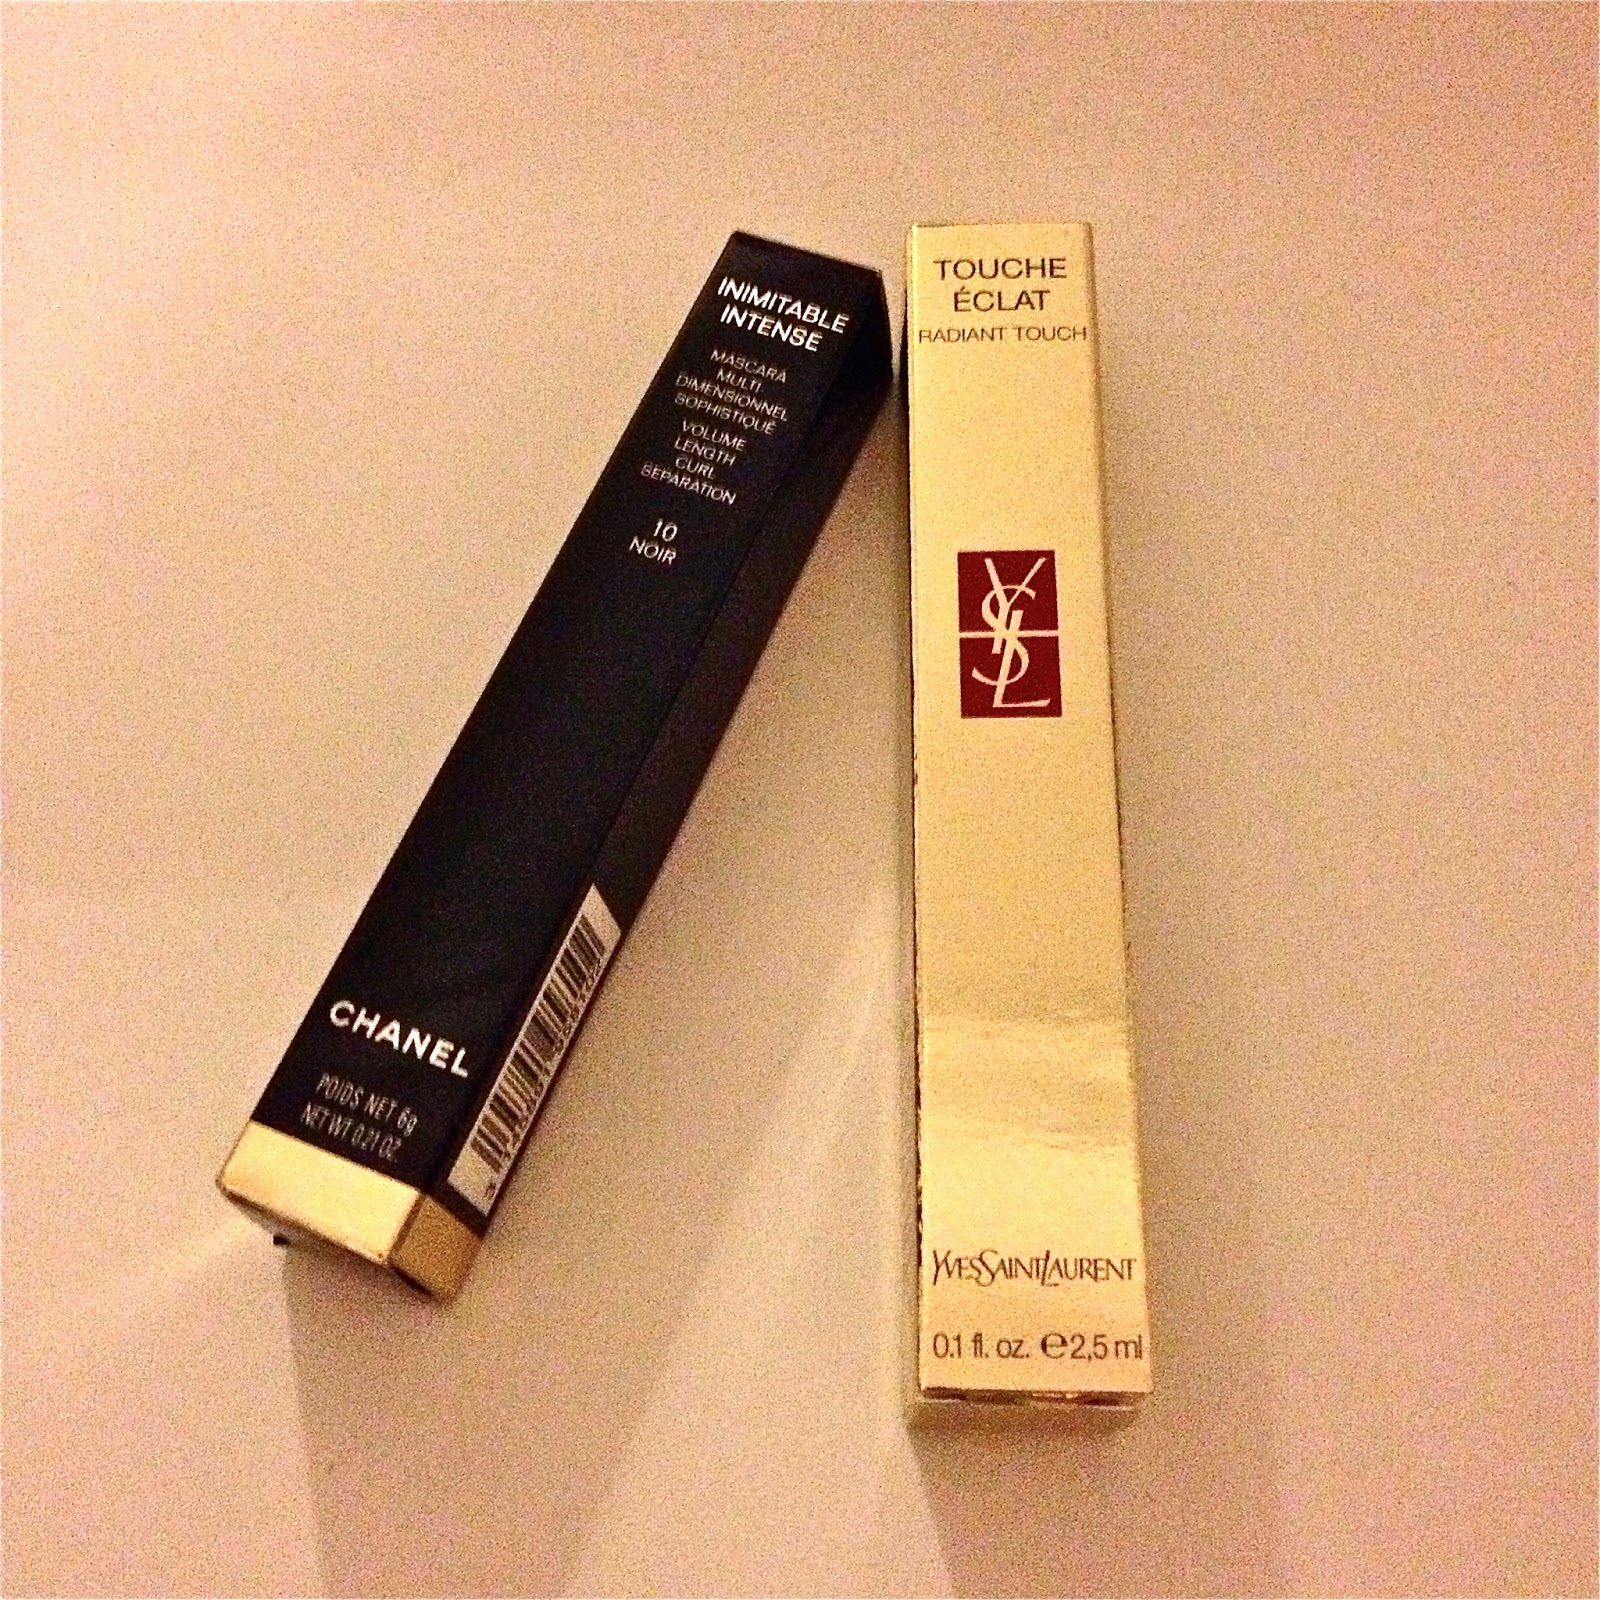 INIMITABLE
INTENSE
MASCARA
MULTI
DIMENSIONNEL
SOPHISTIQUÉ
VOLUME
LENGTH
CURL
SEPARATION
10
NOIR
CHANEL
POIDS NET 6g
NET WT 0.21 OZ.
TOUCHE
ÉCLAT
RADIANT TOUCH
YSL
YVESSAINTLAURENT
0.1 fl. oz. ℮2,5 ml